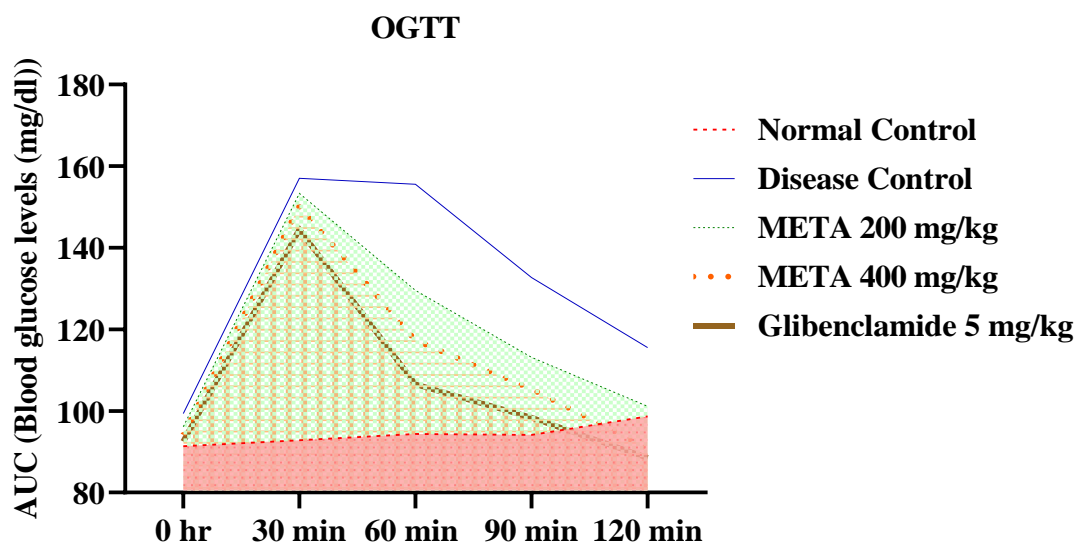 OGTT
AUC (Blood glucose levels (mg/dl))
180
160
140
120
100
80
0 hr 30 min 60 min 90 min 120 min
Normal Control
Disease Control
META 200 mg/kg
META 400 mg/kg
Glibenclamide 5 mg/kg